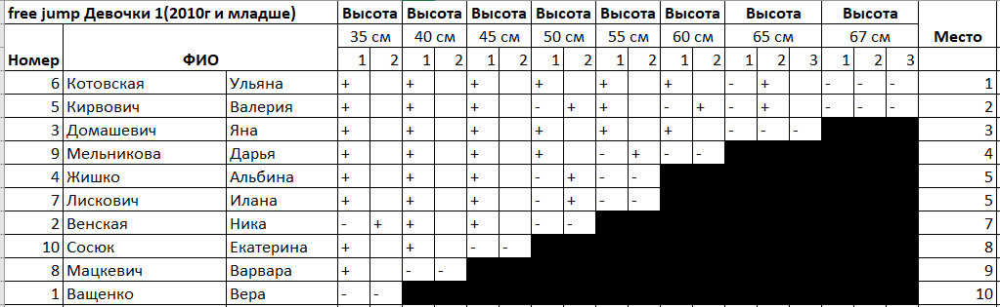 free jump Девочки 1(2010г и младше) Высота Высота Высота Высота Высота Высота Высота Высота
35 см 40 см 45 см 50 см 55 см 60 см 65 см 67 см Место
Номер ФИО 1 2 1 2 1 2 1 2 1 2 1 2 1 2 3 1 2 3
6 Котовская Ульяна + + + + + + - + - - - 1
5 Кирвович Валерия + + + - + + - + - + - - - 2
3 Домашевич Яна + + + + + + - - - 3
9 Мельникова Дарья + + + + - + - - 4
4 Жишко Альбина + + + - + - - 5
7 Лискович Илана + + + - + - - 5
2 Венская Ника - + + + - - 7
10 Сосюк Екатерина + + - - 8
8 Мацкевич Варвара + - - 9
1 Ващенко Вера - - 10